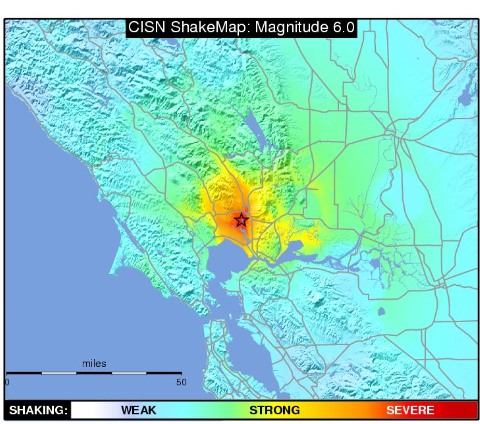 CISN ShakeMap: Magnitude 6.0
miles
0 50
SHAKING: WEAK STRONG SEVERE